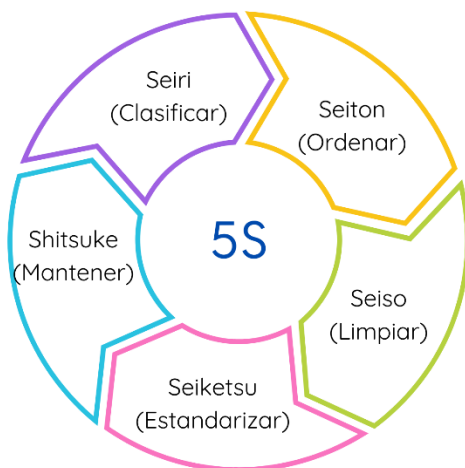 Seiri
(Clasificar)
Seiton
(Ordenar)
Seiso
(Limpiar)
Seiketsu
(Estandarizar)
Shitsuke
(Mantener)
5S